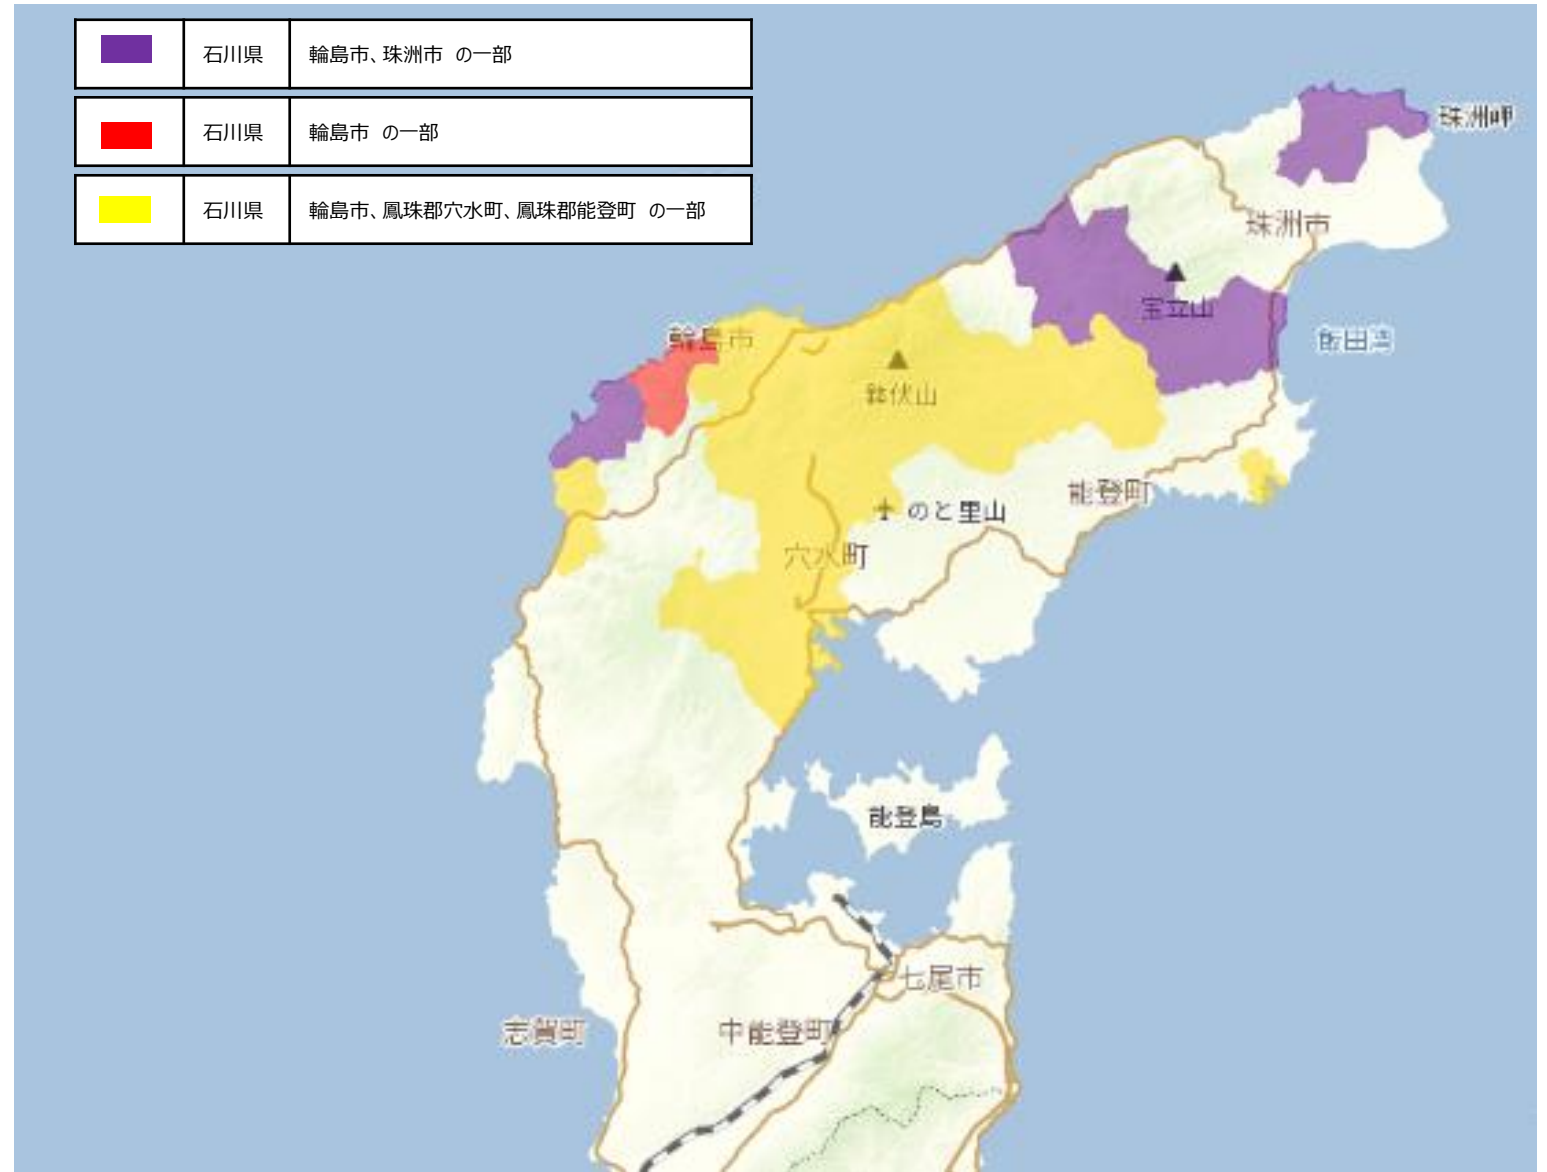 石川県 輪島市、珠洲市 の一部
石川県 輪島市 の一部
石川県 輪島市、鳳珠郡穴水町、鳳珠郡能登町 の一部
珠洲岬
珠洲市
宝立山
飯田湾
輪島市
鉢伏山
能登町
のと里山
穴水町
能登島
七尾市
志賀町
中能登町